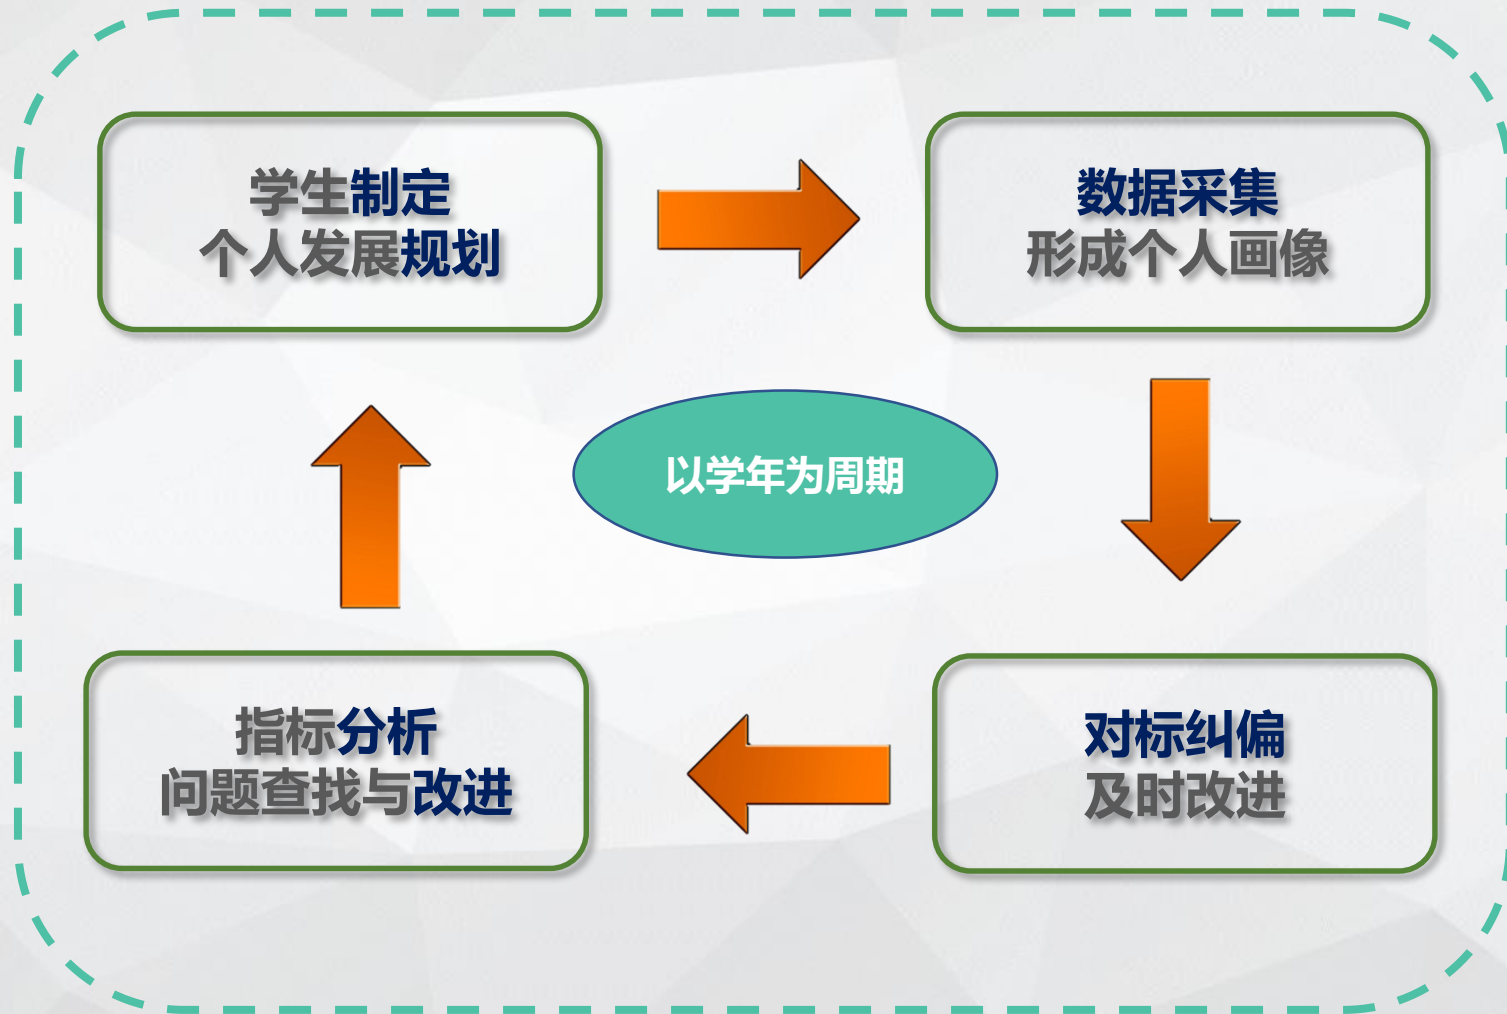 学生制定
个人发展规划
数据采集
形成个人画像
以学年为周期
指标分析
问题查找与改进
对标纠偏
及时改进